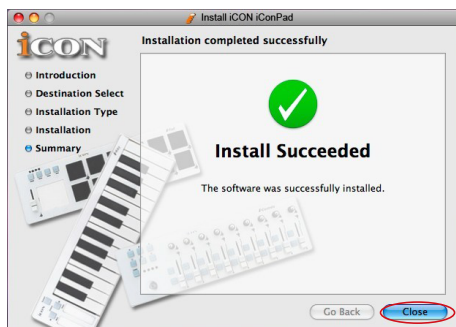 Install iCON iConPad
iCON
Installation completed successfully
Introduction
Destination Select
Installation Type
Installation
Summary
Install Succeeded
The software was successfully installed.
Go Back
Close